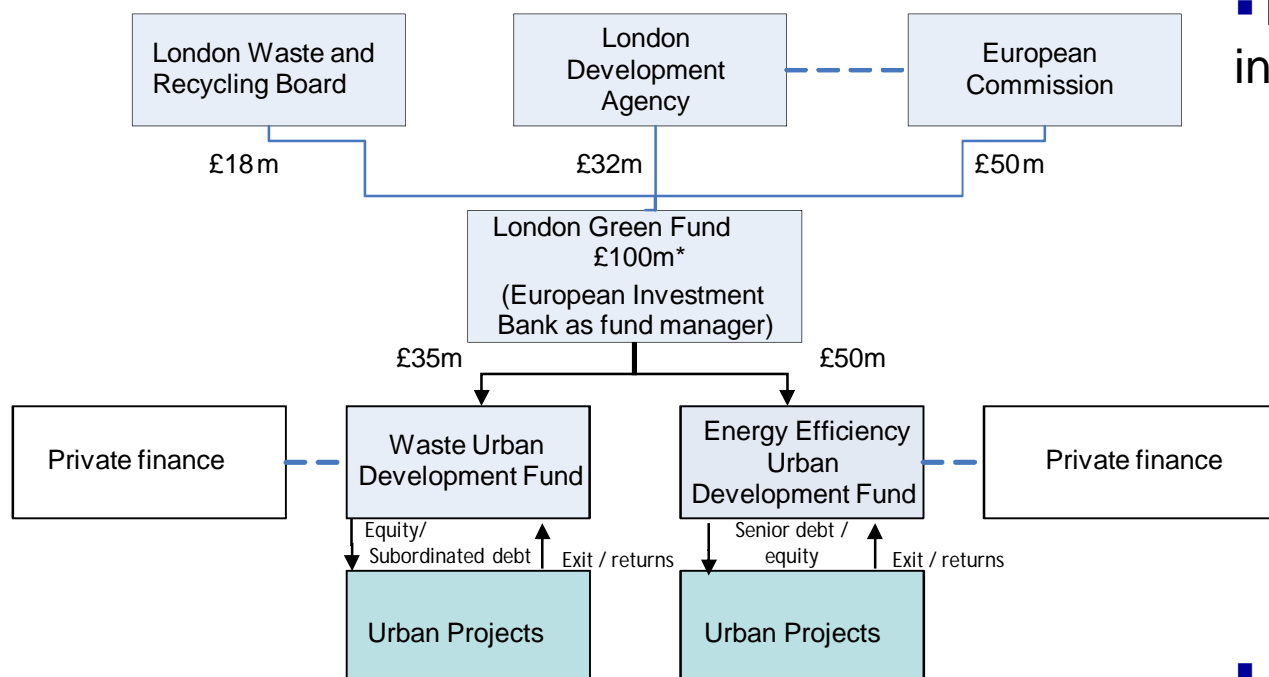 London Waste and
Recycling Board
London
Development
Agency
European
Commission
in
£18m
£32m
£50m
London Green Fund
£100m*
(European Investment
Bank as fund manager)
£35m
£50m
Private finance
Waste Urban
Development Fund
Energy Efficiency
Urban
Development Fund
Private finance
Equity/
Subordinated debt
Exit / returns
Senior debt /
equity
Exit / returns
Urban Projects
Urban Projects